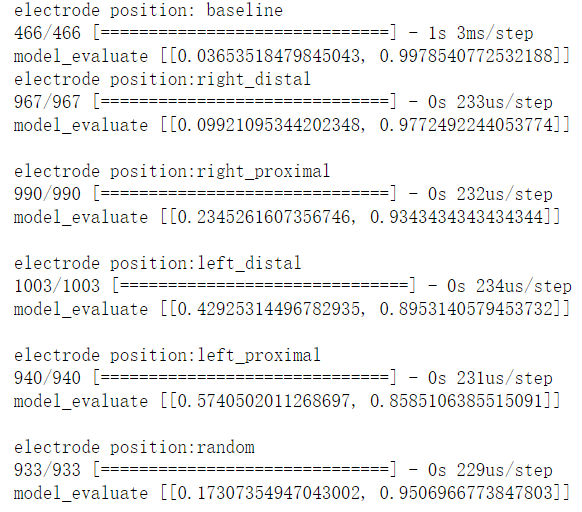 electrode position: baseline
466/466 [==============================] - 1s 3ms/step
model_evaluate [[0.03653518479845043, 0.9978540772532188]]
electrode position:right_distal
967/967 [==============================] - 0s 233us/step
model_evaluate [[0.09921095344202348, 0.9772492244053774]]
electrode position:right_proximal
990/990 [==============================] - 0s 232us/step
model_evaluate [[0.2345261607356746, 0.9343434343434344]]
electrode position:left_distal
1003/1003 [==============================] - 0s 234us/step
model_evaluate [[0.42925314496782935, 0.8953140579453732]]
electrode position:left_proximal
940/940 [==============================] - 0s 231us/step
model_evaluate [[0.5740502011268697, 0.8585106385515091]]
electrode position:random
933/933 [==============================] - 0s 229us/step
model_evaluate [[0.17307354947043002, 0.9506966773847803]]